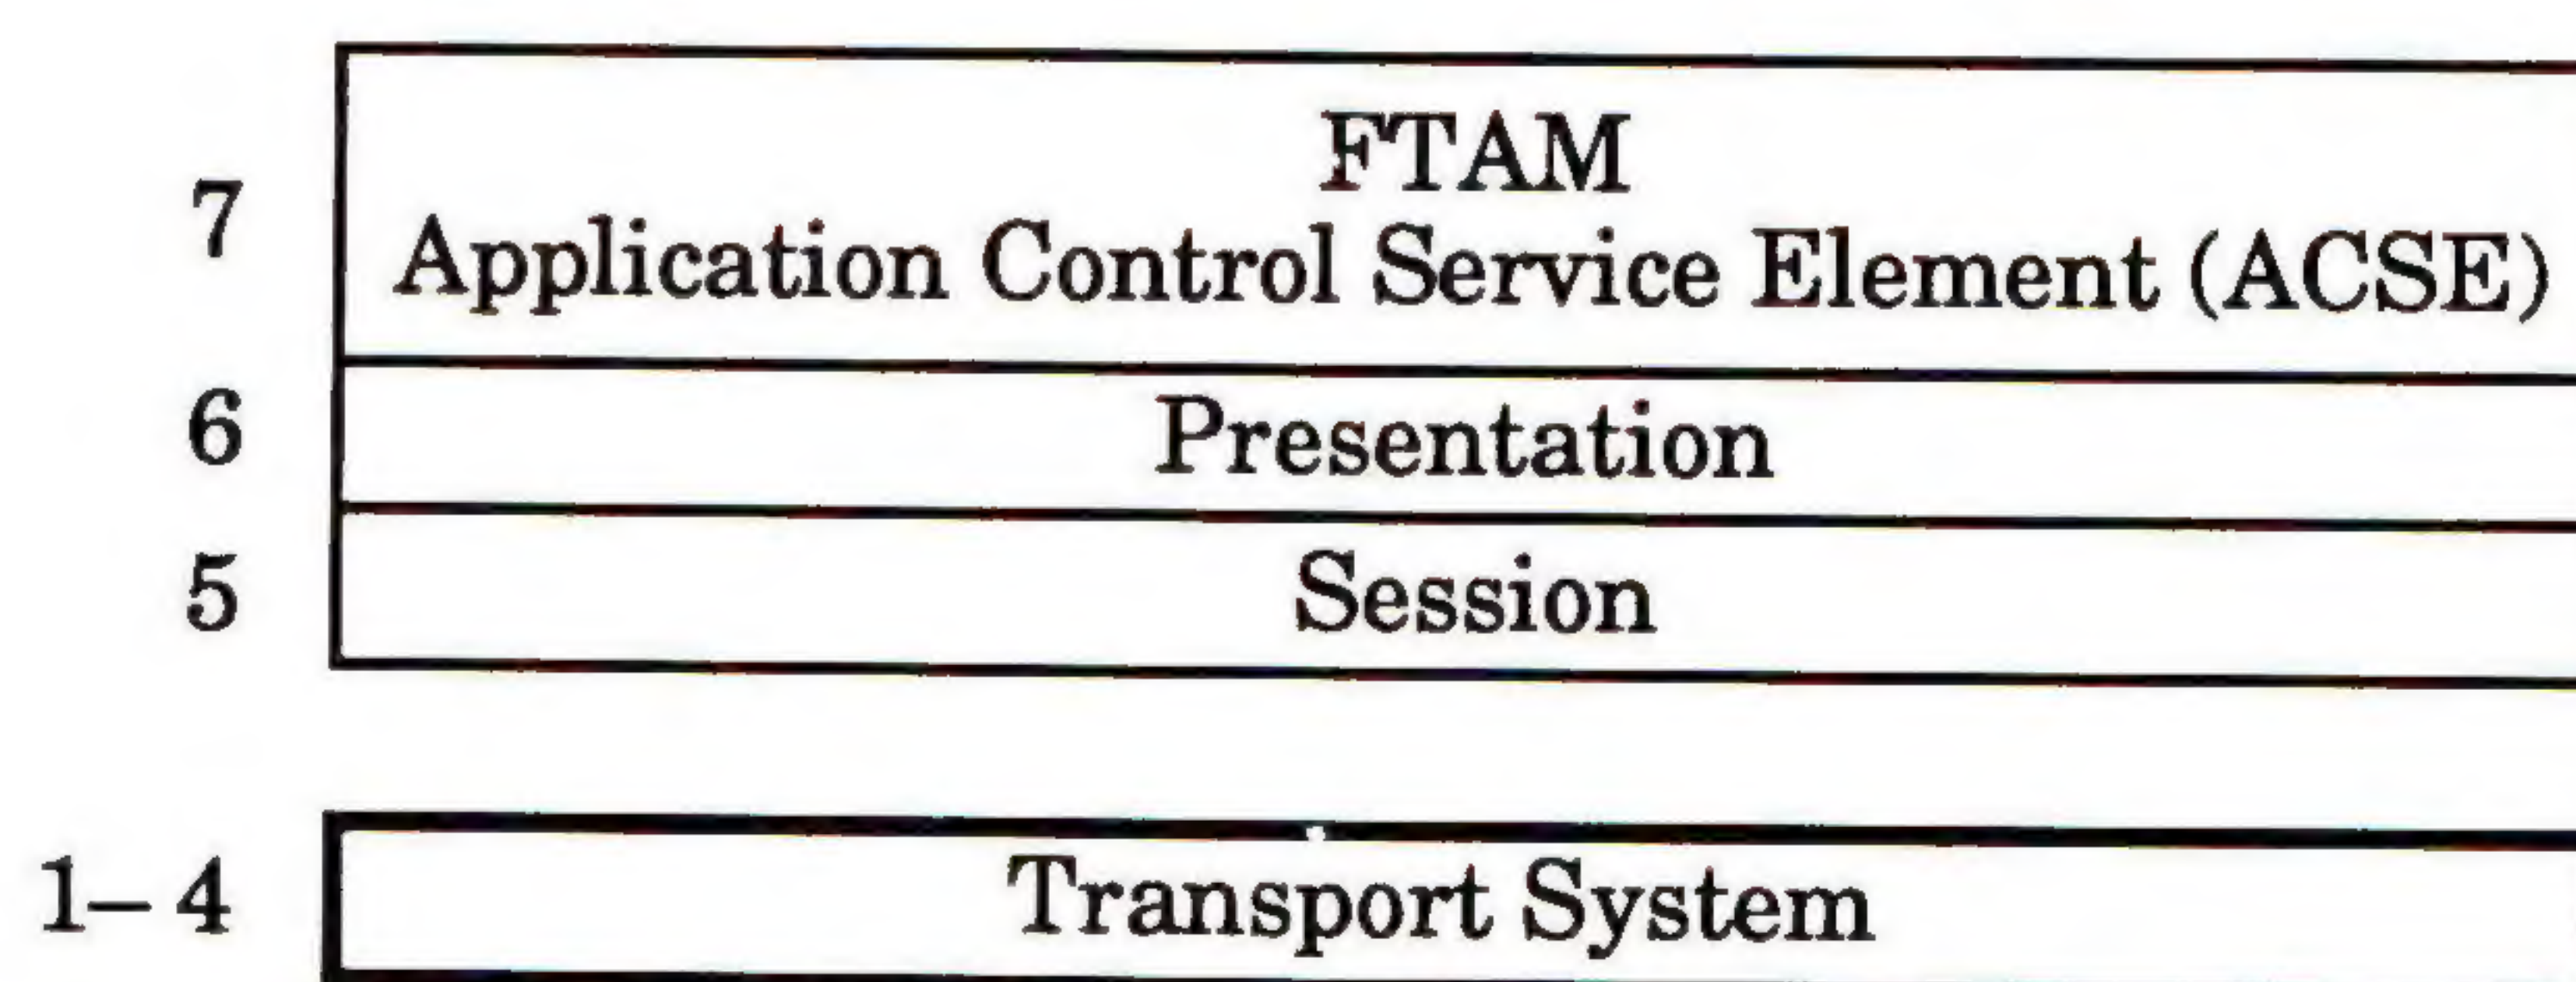 FTAM
7
Application Control Service Element (ACSE)
6 Presentation
5 Session
1– 4 Transport System